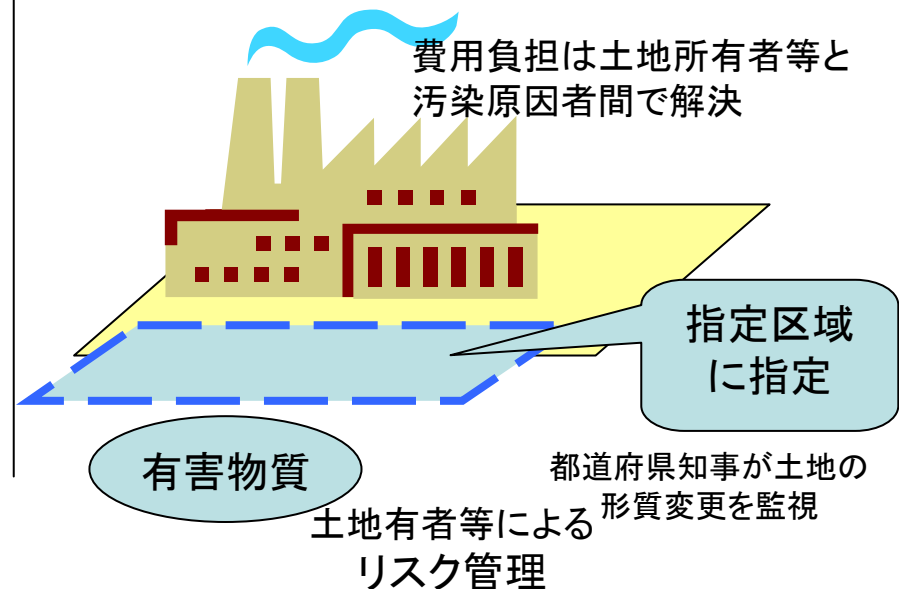 費用負担は土地所有者等と
汚染原因者間で解決
指定区域
に指定
有害物質
都道府県知事が土地の
形質変更を監視
土地有者等による
リスク管理